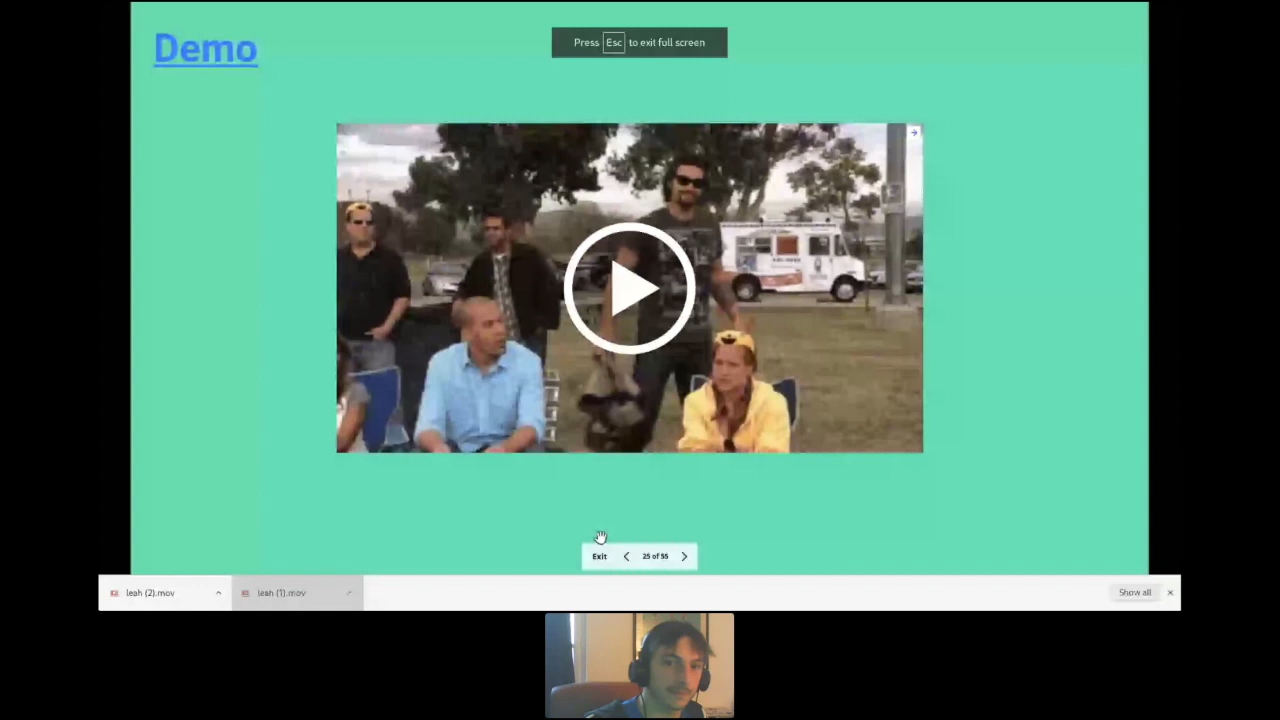 Demo
Press Esc to exit full screen
Exit
25 of 55
leah (2).mov
leah (1).mov
Show all